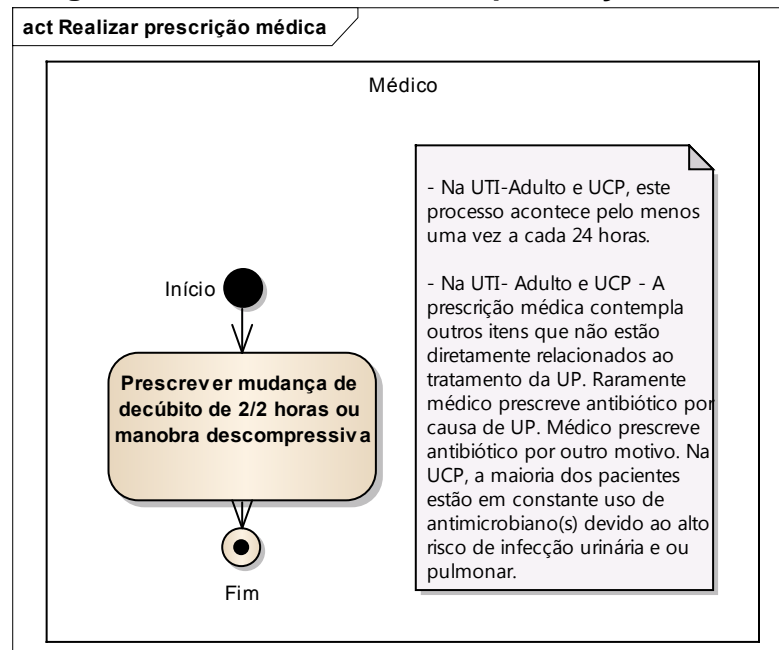 act Realizar prescrição médica
Médico
- Na UTI-Adulto e UCP, este
processo acontece pelo menos
uma vez a cada 24 horas.
- Na UTI- Adulto e UCP - A
prescrição médica contempla
outros itens que não estão
diretamente relacionados ao
tratamento da UP. Raramente
médico prescreve antibiótico por
causa de UP. Médico prescreve
antibiótico por outro motivo. Na
UCP, a maioria dos pacientes
estão em constante uso de
antimicrobiano(s) devido ao alto
risco de infecção urinária e ou
pulmonar.
Início
Prescrever mudança de
decúbito de 2/2 horas ou
manobra descompressiva
Fim